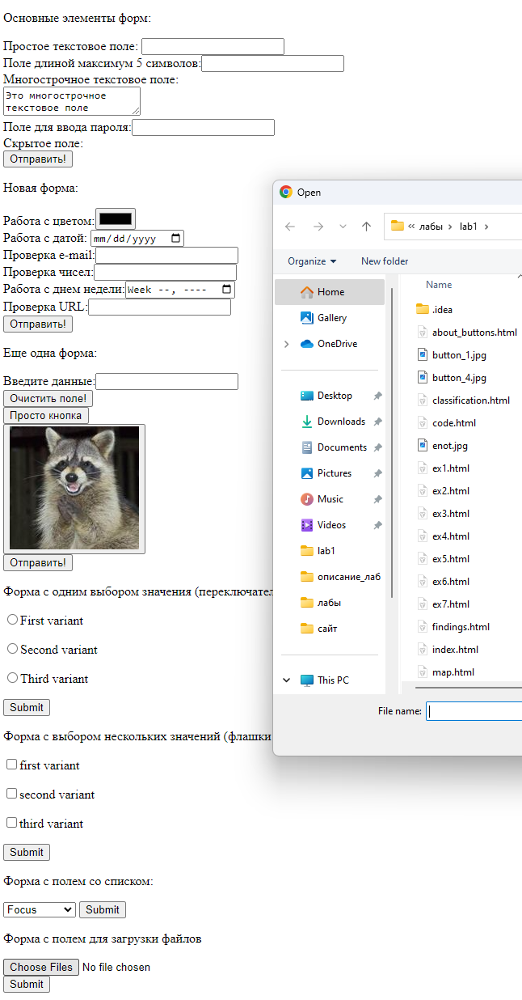 Основные элементы форм:
Простое текстовое поле:
Поле длиной максимум 5 символов:
Многострочное текстовое поле:
Это многострочное
текстовое поле
Поле для ввода пароля:
Скрытое поле:
Отправить!
Новая форма:
Работа с цветом:
Работа с датой: mm/dd/yyyy
Проверка e-mail:
Проверка чисел:
Работа с днем недели: Week --, ----
Проверка URL:
Отправить!
Еще одна форма:
Введите данные:
Очистить поле!
Просто кнопка
Отправить!
Форма с одним выбором значения (переключател
First variant
Second variant
Third variant
Submit
Форма с выбором нескольких значений (флашки
first variant
second variant
third variant
Submit
Форма с полем со списком:
Focus Submit
Форма с полем для загрузки файлов
Choose Files No file chosen
Submit
Open
« лабы › lab1 ›
Organize New folder
Home
Gallery
OneDrive
Desktop
Downloads
Documents
Pictures
Music
Videos
lab1
описание_лаб
лабы
сайт
This PC
Name
.idea
about_buttons.html
button_1.jpg
button_4.jpg
classification.html
code.html
enot.jpg
ex1.html
ex2.html
ex3.html
ex4.html
ex5.html
ex6.html
ex7.html
findings.html
index.html
map.html
File name: